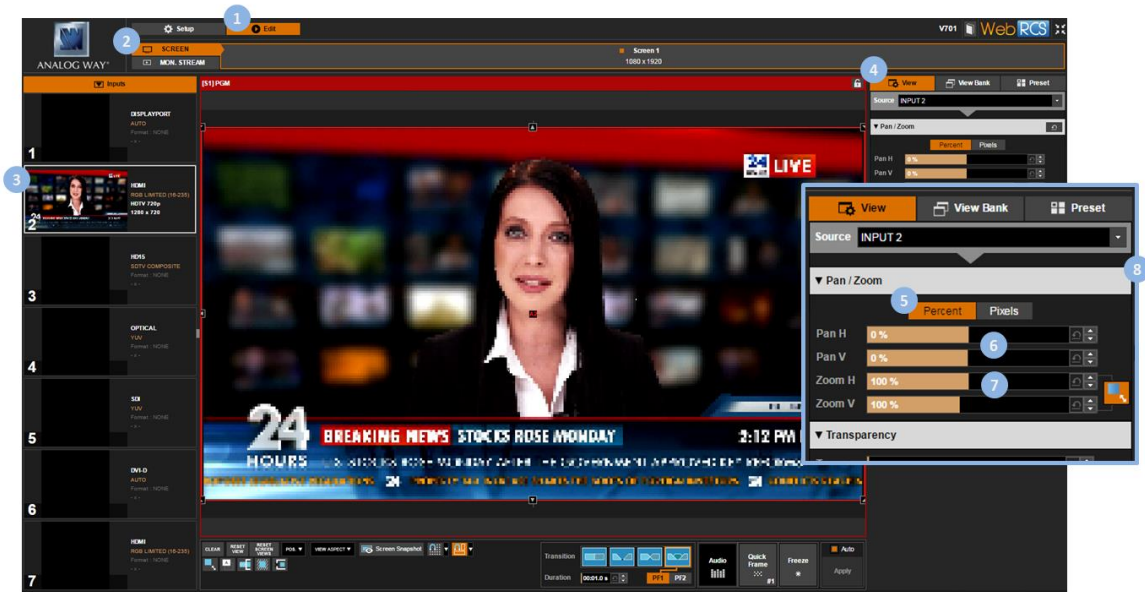 1
Setup
Edit
V701 WebRCS
2
SCREEN
MON. STREAM
ANALOG WAY®
Screen 1
1080 x 1920
Inputs
[S1] PGM
4
View
View Bank
Preset
Source INPUT 2
▼ Pan / Zoom
Percent Pixels
Pan H 0 %
Pan V 0 %
DISPLAYPORT
AUTO
Format : NONE
1
3
HDMI
RGB LIMITED (16-235)
HDTV 720p
1280 x 720
2
HD15
SDTV COMPOSITE
Format : NONE
3
OPTICAL
YUV
Format : NONE
4
SDI
YUV
Format : NONE
5
DVI-D
AUTO
Format : NONE
6
HDMI
RGB LIMITED (16-235)
7
24 LIVE
24
HOURS
BREAKING NEWS STOCKS ROSE MONDAY
2:12 PM
View
View Bank
Preset
Source INPUT 2
8
▼ Pan / Zoom
5
Percent Pixels
Pan H 0 %
6
Pan V 0 %
Zoom H 100 %
7
Zoom V 100 %
▼ Transparency
CLEAR
RESET VIEW
RESET SCREEN VIEWS
POS. ▼
VIEW ASPECT ▼
Screen Snapshot
Transition
Duration 00:01.0 s
PF1 PF2
Audio
Quick Frame
#1
Freeze
Auto
Apply